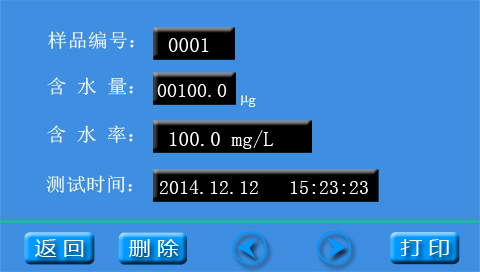 样品编号： 0001
含 水 量： 00100.0 μg
含 水 率： 100.0 mg/L
测试时间： 2014.12.12 15:23:23
返回 删除 打印